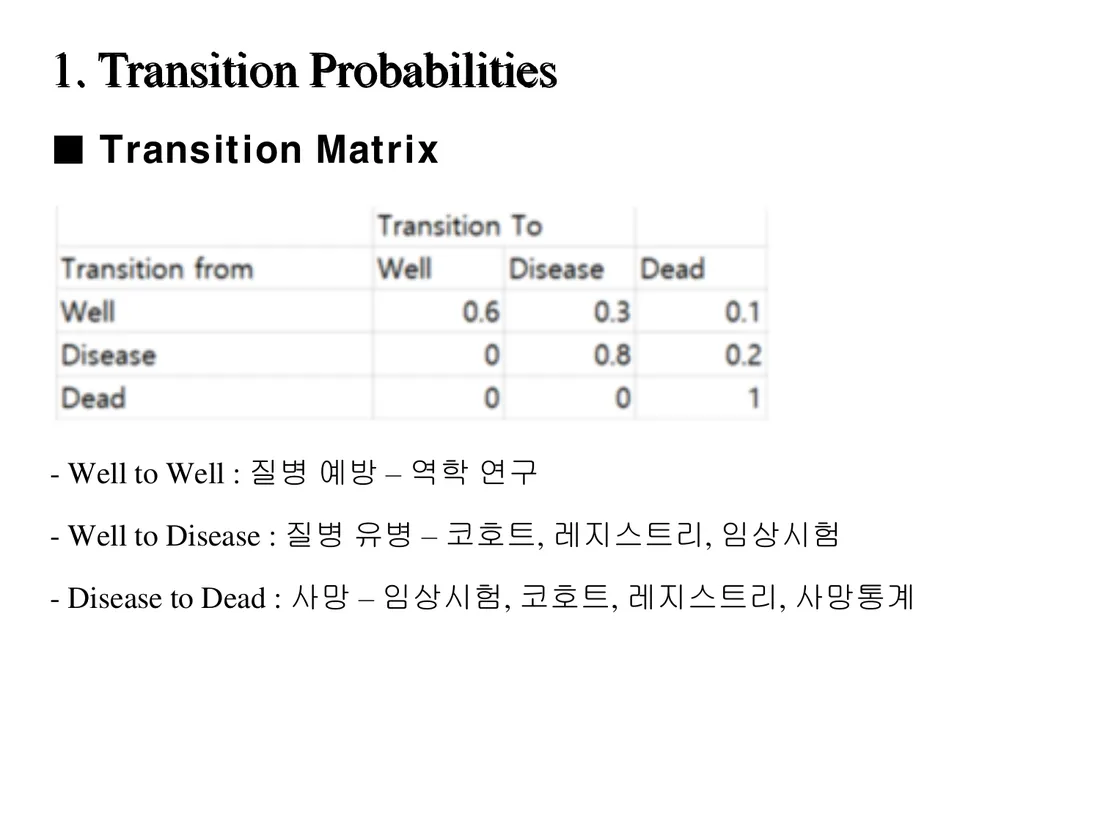 1. Transition Probabilities
■ Transition Matrix
Transition To
Transition from Well Disease Dead
Well 0.6 0.3 0.1
Disease 0 0.8 0.2
Dead 0 0 1
- Well to Well : 질병 예방 – 역학 연구
- Well to Disease : 질병 유병 – 코호트, 레지스트리, 임상시험
- Disease to Dead : 사망 – 임상시험, 코호트, 레지스트리, 사망통계